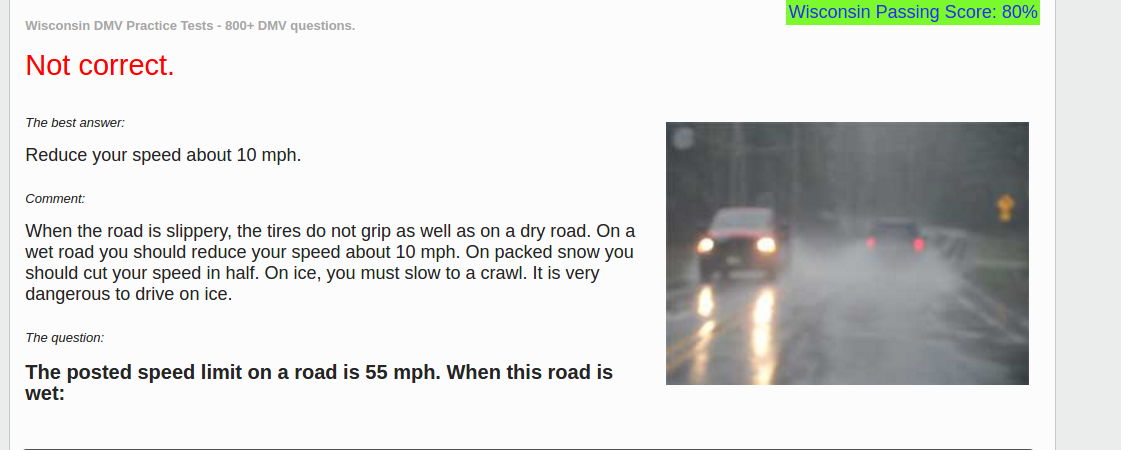 Wisconsin Passing Score: 80%
Wisconsin DMV Practice Tests - 800+ DMV questions.
Not correct.
The best answer:
Reduce your speed about 10 mph.
Comment:
When the road is slippery, the tires do not grip as well as on a dry road. On a
wet road you should reduce your speed about 10 mph. On packed snow you
should cut your speed in half. On ice, you must slow to a crawl. It is very
dangerous to drive on ice.
The question:
The posted speed limit on a road is 55 mph. When this road is
wet: